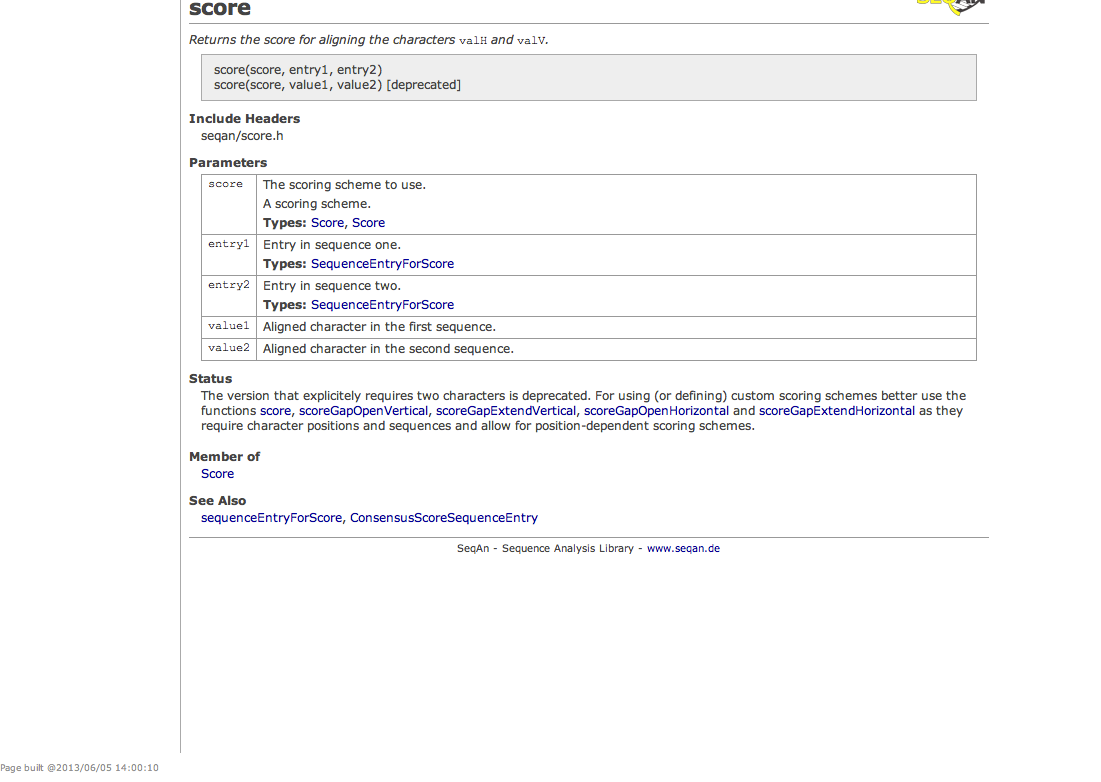 score
Returns the score for aligning the characters valH and valV.
score(score, entry1, entry2)
score(score, value1, value2) [deprecated]
Include Headers
seqan/score.h
Parameters
score
The scoring scheme to use.
A scoring scheme.
Types: Score, Score
entry1
Entry in sequence one.
Types: SequenceEntryForScore
entry2
Entry in sequence two.
Types: SequenceEntryForScore
value1
Aligned character in the first sequence.
value2
Aligned character in the second sequence.
Status
The version that explicitely requires two characters is deprecated. For using (or defining) custom scoring schemes better use the
functions score, scoreGapOpenVertical, scoreGapExtendVertical, scoreGapOpenHorizontal and scoreGapExtendHorizontal as they
require character positions and sequences and allow for position-dependent scoring schemes.
Member of
Score
See Also
sequenceEntryForScore, ConsensusScoreSequenceEntry
SeqAn - Sequence Analysis Library - www.seqan.de
Page built @2013/06/05 14:00:10